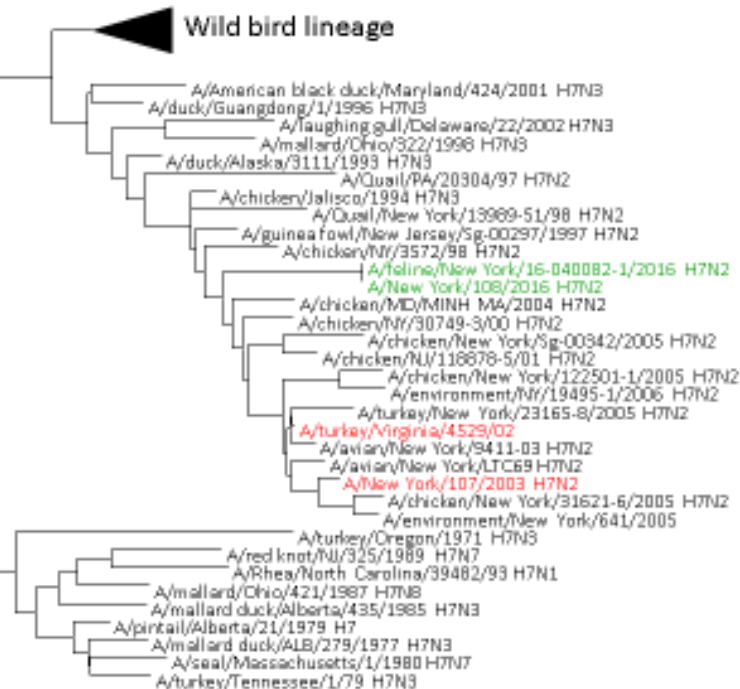 Wild bird lineage
A/American black duck/Maryland/424/2001 H7N3
A/duck/Guangdong/1/1996 H7N3
A/laughing gull/Delaware/22/2002 H7N3
A/mallard/Ohio/322/1998 H7N3
A/duck/Alaska/3111/1993 H7N3
A/Quail/PA/20304/97 H7N2
A/chicken/Jalisco/1994 H7N3
A/Quail/New York/13989-51/98 H7N2
A/guinea fowl/New Jersey/Sg-00297/1997 H7N2
A/chicken/NY/3572/98 H7N2
A/feline/New York/16-040082-1/2016 H7N2
A/New York/108/2016 H7N2
A/chicken/MD/MINH MA/2004 H7N2
A/chicken/NY/30749-3/00 H7N2
A/chicken/New York/Sg-00342/2005 H7N2
A/chicken/NJ/118878-5/01 H7N2
A/chicken/New York/122501-1/2005 H7N2
A/environment/NY/19495-1/2006 H7N2
A/turkey/New York/23165-8/2005 H7N2
A/turkey/Virginia/4529/02
A/avian/New York/9411-03 H7N2
A/avian/New York/LTC69 H7N2
A/New York/107/2003 H7N2
A/chicken/New York/31621-6/2005 H7N2
A/environment/New York/641/2005
A/turkey/Oregon/1971 H7N3
A/red knot/NJ/325/1989 H7N7
A/Rhea/North Carolina/39482/93 H7N1
A/mallard/Ohio/421/1987 H7N8
A/mallard duck/Alberta/435/1985 H7N3
A/pintail/Alberta/21/1979 H7
A/mallard duck/ALB/279/1977 H7N3
A/seal/Massachusetts/1/1980 H7N7
A/turkey/Tennessee/1/79 H7N3